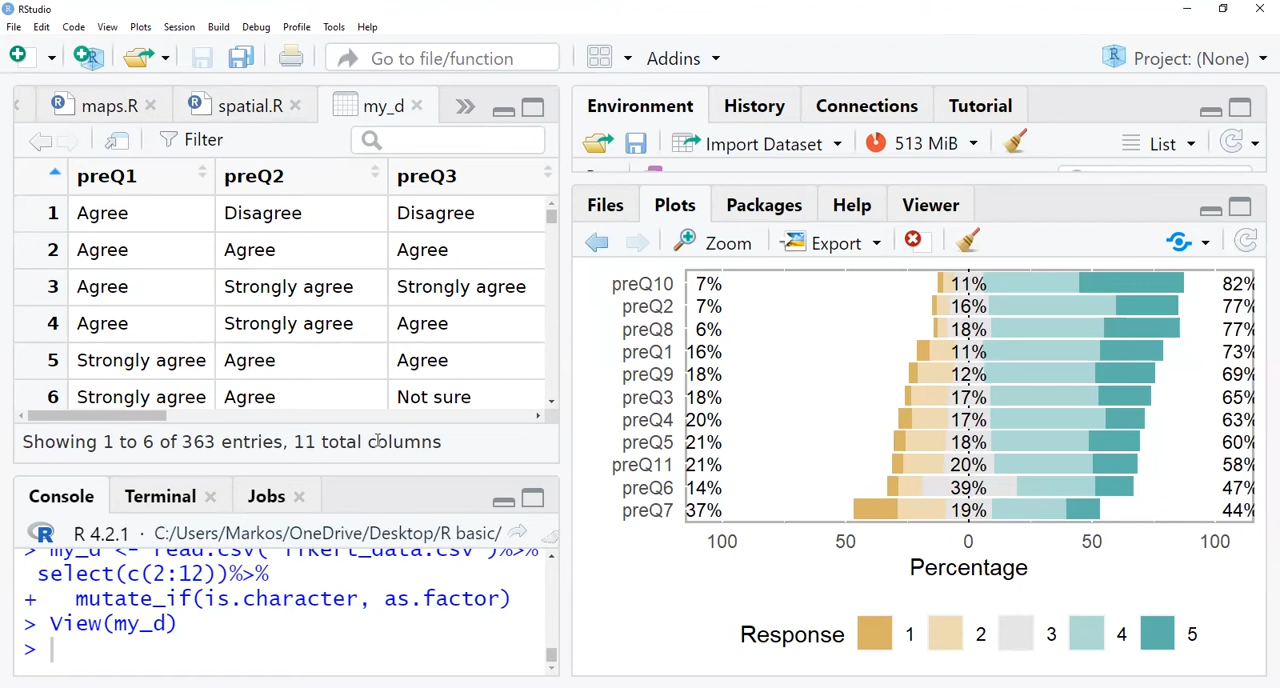 RStudio
File Edit Code View Plots Session Build Debug Profile Tools Help
Go to file/function Addins Project: (None)
maps.R spatial.R my_d
Filter
preQ1 preQ2 preQ3
1 Agree Disagree Disagree
2 Agree Agree Agree
3 Agree Strongly agree Strongly agree
4 Agree Strongly agree Agree
5 Strongly agree Agree Agree
6 Strongly agree Agree Not sure
Showing 1 to 6 of 363 entries, 11 total columns
Console Terminal Jobs
R 4.2.1 · C:/Users/Markos/OneDrive/Desktop/R basic/
> my_d <- read.csv( )%>%
select(c(2:12))%>%
+ mutate_if(is.character, as.factor)
> View(my_d)
>
Environment History Connections Tutorial
Import Dataset 513 MiB List
Files Plots Packages Help Viewer
Zoom Export
preQ10 7% 11% 82%
preQ2 7% 16% 77%
preQ8 6% 18% 77%
preQ1 16% 11% 73%
preQ9 18% 12% 69%
preQ3 18% 17% 65%
preQ4 20% 17% 63%
preQ5 21% 18% 60%
preQ11 21% 20% 58%
preQ6 14% 39% 47%
preQ7 37% 19% 44%
100 50 0 50 100
Percentage
Response 1 2 3 4 5